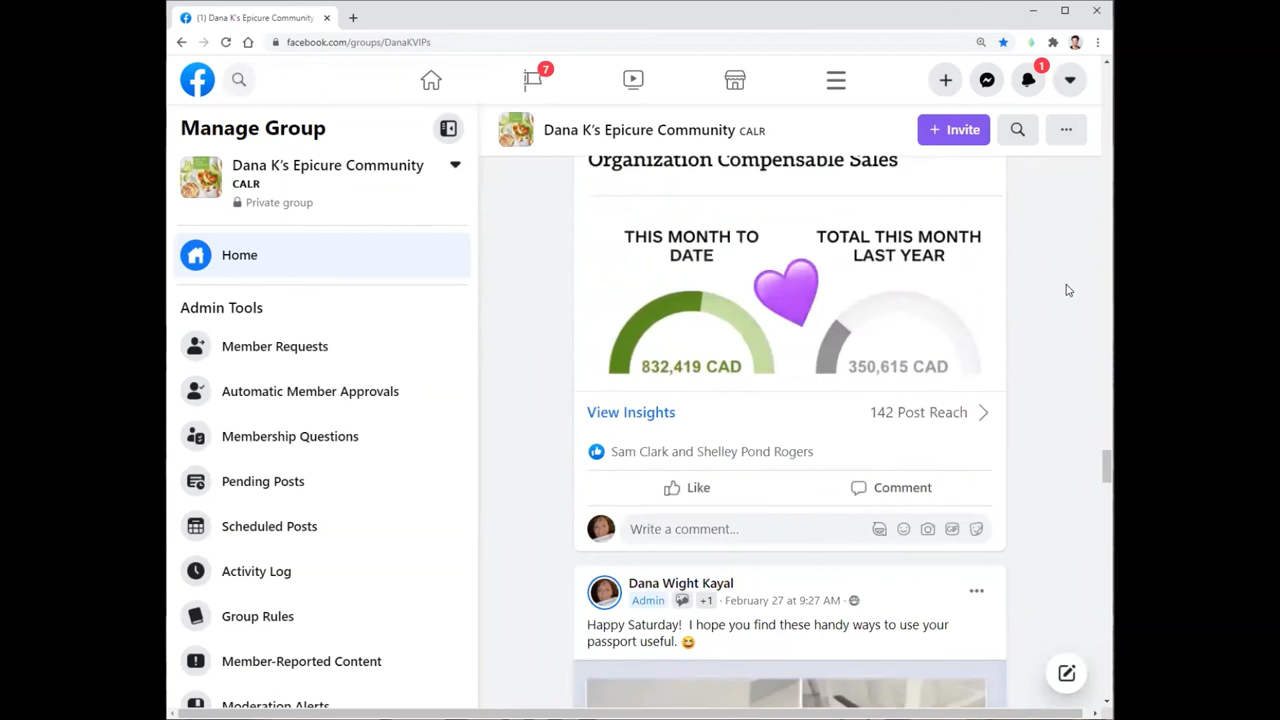 (1) Dana K's Epicure Community
facebook.com/groups/DanaKVIPs
7
1
Manage Group
Dana K's Epicure Community
CALR
Private group
Home
Admin Tools
Member Requests
Automatic Member Approvals
Membership Questions
Pending Posts
Scheduled Posts
Activity Log
Group Rules
Member-Reported Content
Moderation Alerts
Dana K's Epicure Community CALR
+ Invite
Organization Compensable Sales
THIS MONTH TO
DATE
832,419 CAD
TOTAL THIS MONTH
LAST YEAR
350,615 CAD
View Insights
142 Post Reach
Sam Clark and Shelley Pond Rogers
Like
Comment
Write a comment...
GIF
Dana Wight Kayal
Admin +1 · February 27 at 9:27 AM ·
Happy Saturday! I hope you find these handy ways to use your
passport useful. 😆